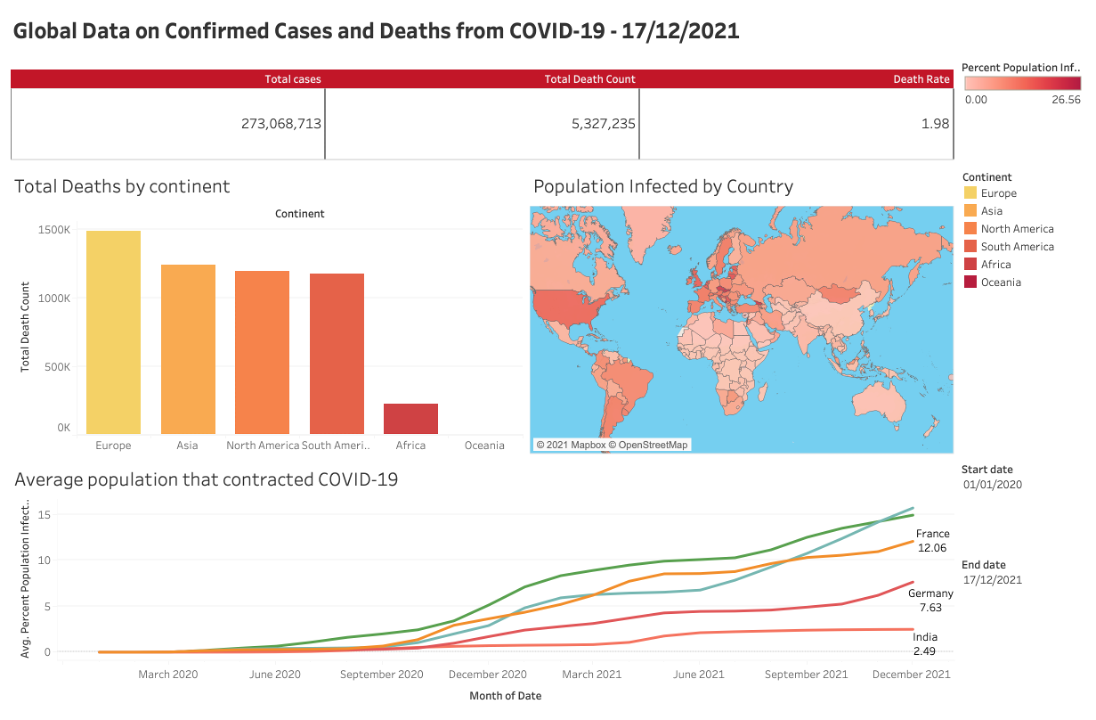 Global Data on Confirmed Cases and Deaths from COVID-19 - 17/12/2021
Total cases
Total Death Count
Death Rate
273,068,713
5,327,235
1.98
Percent Population Inf..
0.00
26.56
Total Deaths by continent
Continent
Total Death Count
1500K
1000K
500K
0K
Europe
Asia
North America
South Ameri..
Africa
Oceania
Population Infected by Country
© 2021 Mapbox © OpenStreetMap
Continent
Europe
Asia
North America
South America
Africa
Oceania
Average population that contracted COVID-19
Avg. Percent Population Infect..
15
10
5
0
France
12.06
Germany
7.63
India
2.49
March 2020
June 2020
September 2020
December 2020
March 2021
June 2021
September 2021
December 2021
Month of Date
Start date
01/01/2020
End date
17/12/2021